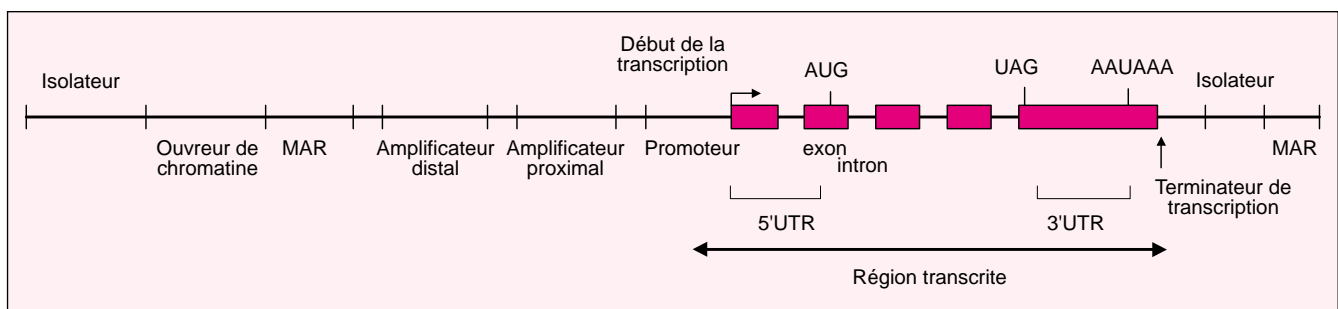 Début de la
transcription
Isolateur
AUG
UAG
AAUAAA
Isolateur
Ouvreur de
chromatine
MAR
Amplificateur
distal
Amplificateur
proximal
Promoteur
exon
intron
MAR
Terminateur de
transcription
5'UTR
3'UTR
Région transcrite